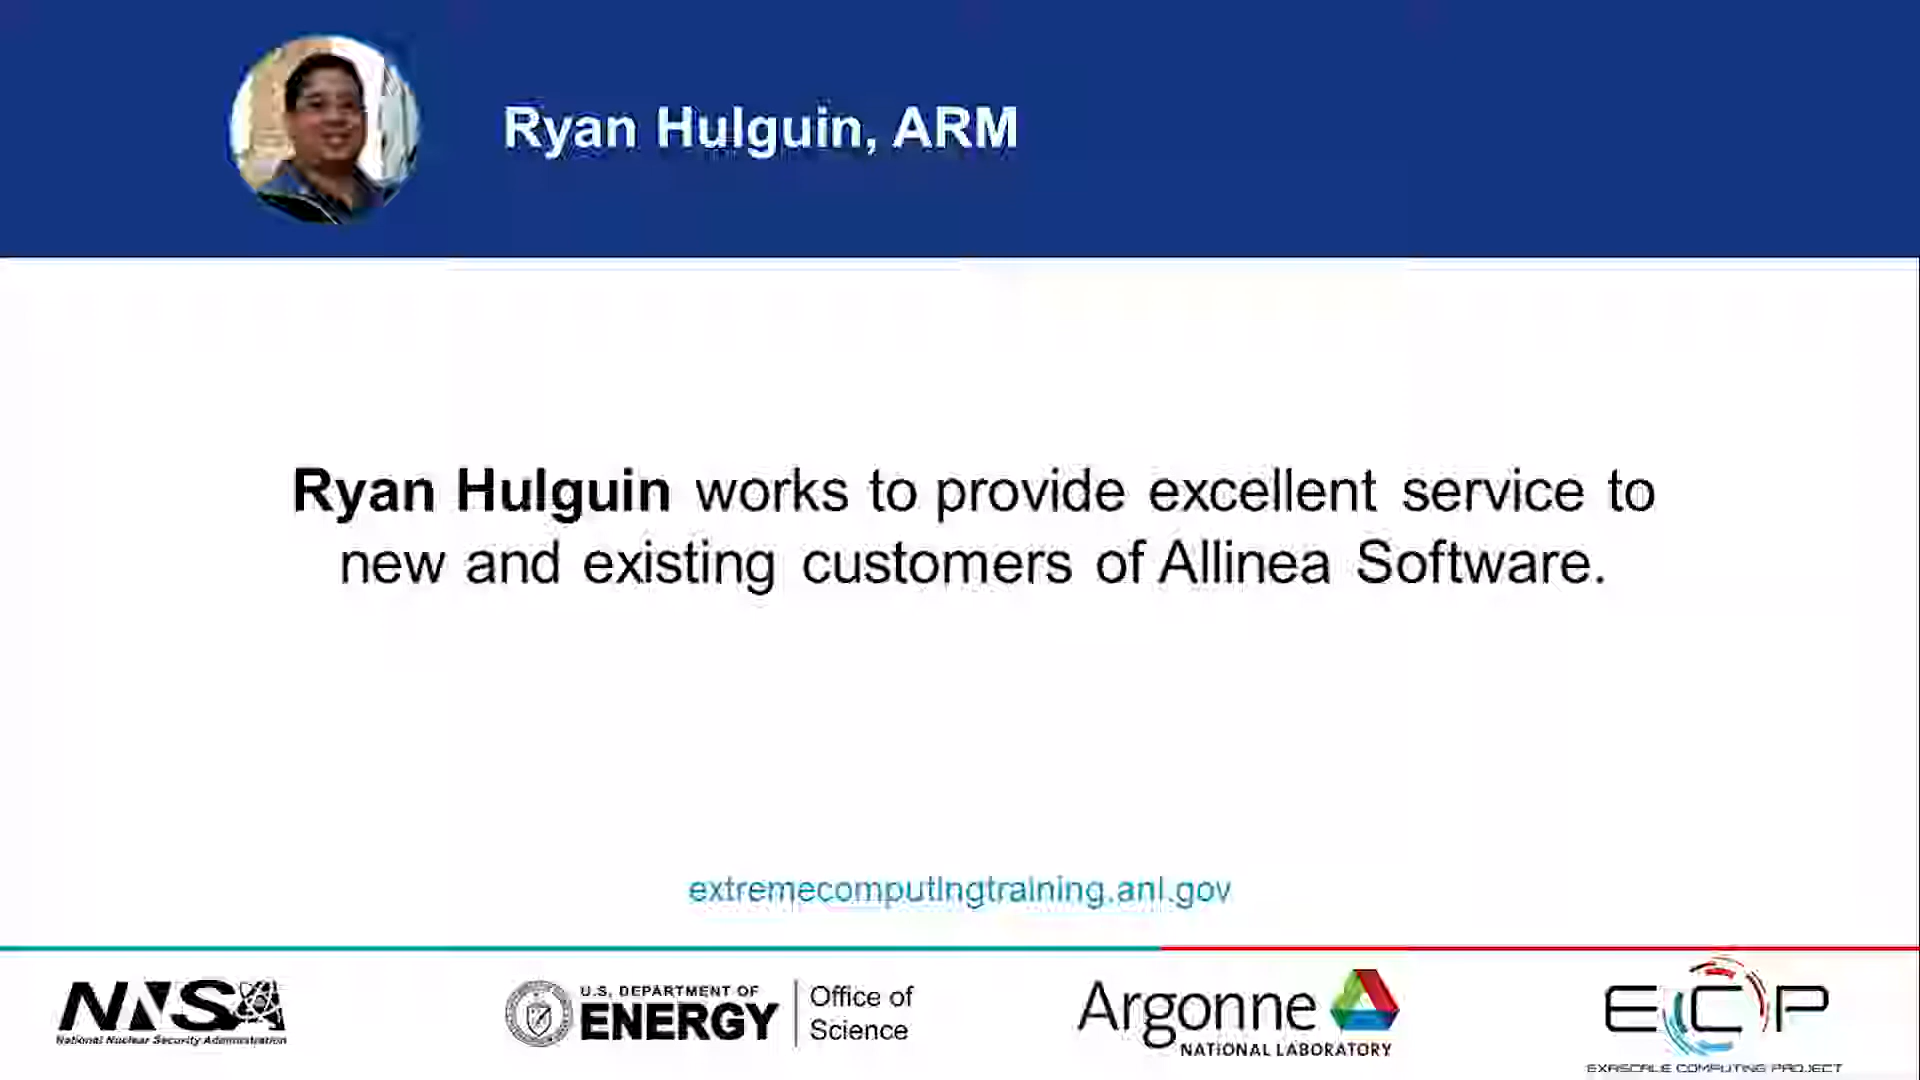 Ryan Hulguin, ARM
Ryan Hulguin works to provide excellent service to
new and existing customers of Allinea Software.
extremecomputingtraining.anl.gov
NNSA
National Nuclear Security Administration
U.S. DEPARTMENT OF
ENERGY
Office of
Science
Argonne
NATIONAL LABORATORY
ECP
EXASCALE COMPUTING PROJECT